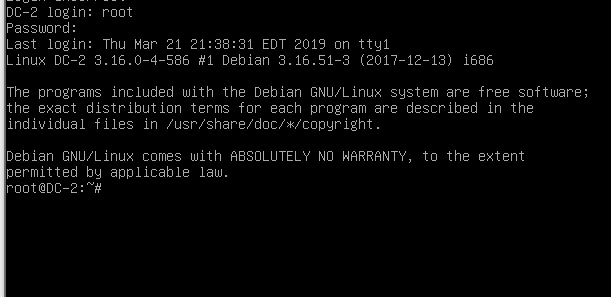 DC-2 login: root
Password:
Last login: Thu Mar 21 21:38:31 EDT 2019 on tty1
Linux DC-2 3.16.0-4-586 #1 Debian 3.16.51-3 (2017-12-13) i686
The programs included with the Debian GNU/Linux system are free software;
the exact distribution terms for each program are described in the
individual files in /usr/share/doc/*/copyright.
Debian GNU/Linux comes with ABSOLUTELY NO WARRANTY, to the extent
permitted by applicable law.
root@DC-2:~#